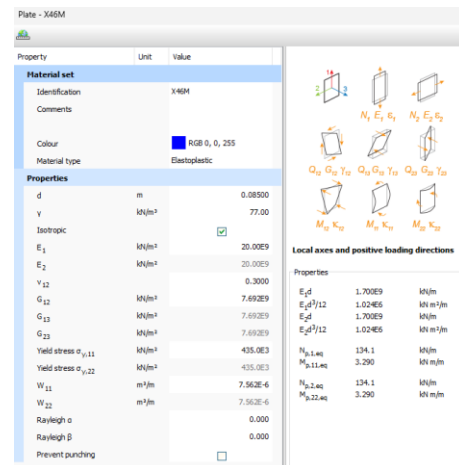 Plate - X46M
Property Unit Value
Material set
Identification X46M
Comments
Colour RGB 0, 0, 255
Material type Elastoplastic
Properties
d m 0.08500
γ kN/m³ 77.00
Isotropic
E₁ kN/m² 20.00E9
E₂ kN/m² 20.00E9
ν₁₂ 0.3000
G₁₂ kN/m² 7.692E9
G₁₃ kN/m² 7.692E9
G₂₃ kN/m² 7.692E9
Yield stress σy,11 kN/m² 435.0E3
Yield stress σy,22 kN/m² 435.0E3
W₁₁ m³/m 7.562E-6
W₂₂ m³/m 7.562E-6
Rayleigh α 0.000
Rayleigh β 0.000
Prevent punching
1 2 3
N₁ E₁ ε₁ N₂ E₂ ε₂
Q₁₂ G₁₂ γ₁₂ Q₁₃ G₁₃ γ₁₃ Q₂₃ G₂₃ γ₂₃
M₁₂ κ₁₂ M₁₁ κ₁₁ M₂₂ κ₂₂
Local axes and positive loading directions
Properties
E₁d 1.700E9 kN/m
E₁d³/12 1.024E6 kN m²/m
E₂d 1.700E9 kN/m
E₂d³/12 1.024E6 kN m²/m
Np,1,eq 134.1 kN/m
Mp,11,eq 3.290 kN m/m
Np,2,eq 134.1 kN/m
Mp,22,eq 3.290 kN m/m